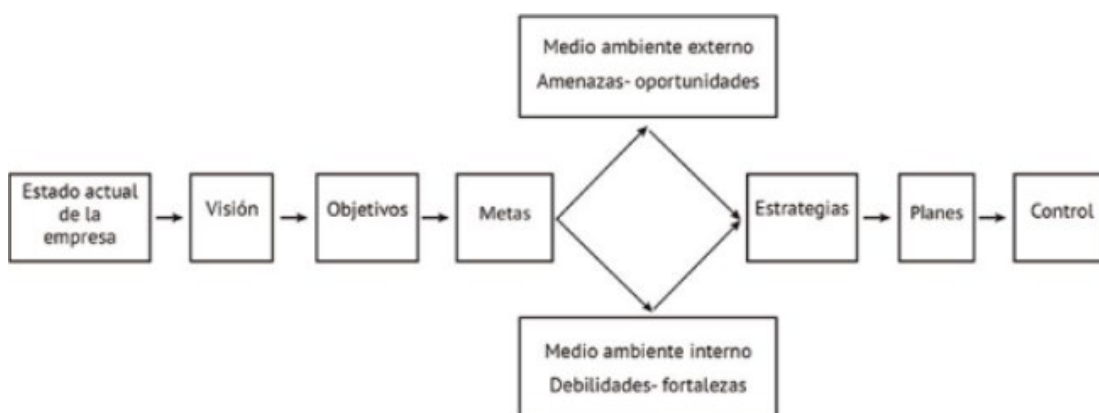 Medio ambiente externo
Amenazas- oportunidades
Estado actual
de la
empresa
Visión
Objetivos
Metas
Estrategias
Planes
Control
Medio ambiente interno
Debilidades- fortalezas